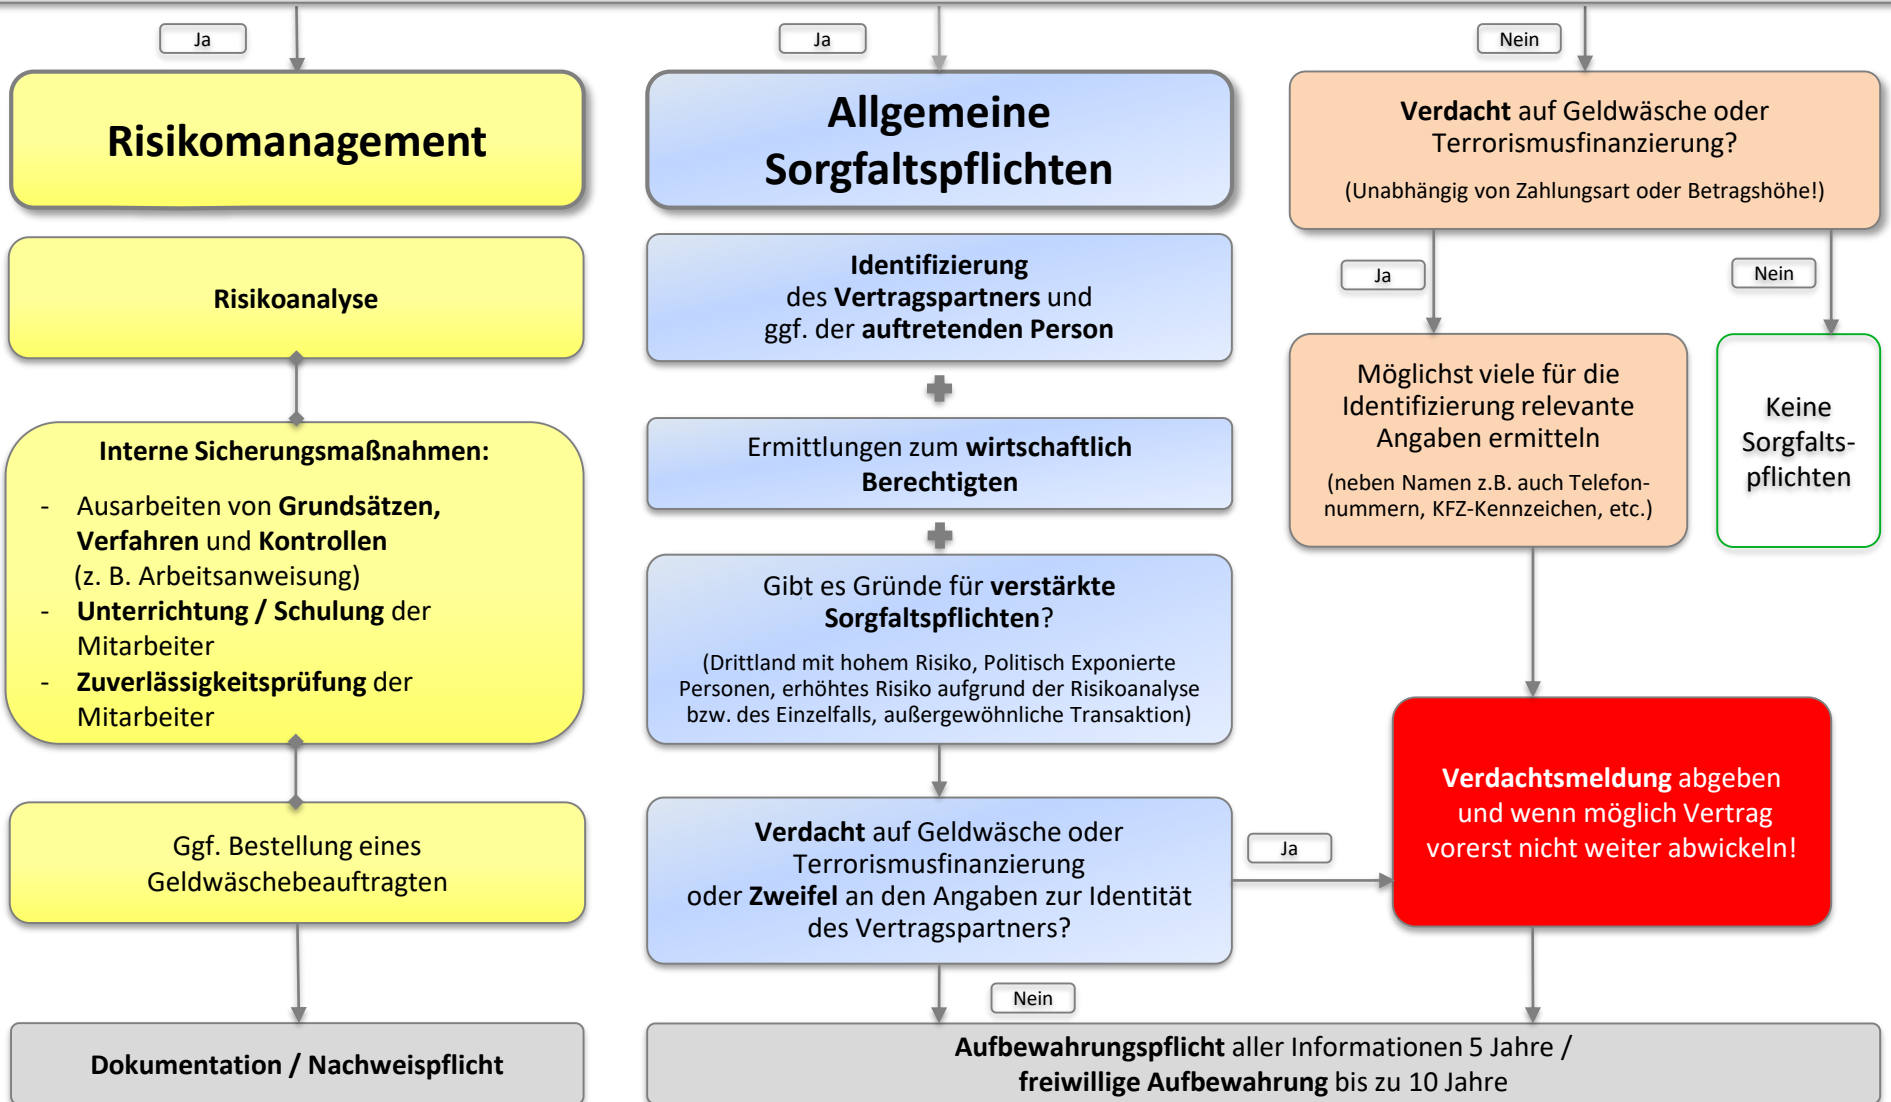 Ja
Risikomanagement
Risikoanalyse
Interne Sicherungsmaßnahmen:
- Ausarbeiten von Grundsätzen,
Verfahren und Kontrollen
(z. B. Arbeitsanweisung)
- Unterrichtung / Schulung der
Mitarbeiter
- Zuverlässigkeitsprüfung der
Mitarbeiter
Ggf. Bestellung eines
Geldwäschebeauftragten
Dokumentation / Nachweispflicht
Ja
Allgemeine
Sorgfaltspflichten
Identifizierung
des Vertragspartners und
ggf. der auftretenden Person
Ermittlungen zum wirtschaftlich
Berechtigten
Gibt es Gründe für verstärkte
Sorgfaltspflichten?
(Drittland mit hohem Risiko, Politisch Exponierte
Personen, erhöhtes Risiko aufgrund der Risikoanalyse
bzw. des Einzelfalls, außergewöhnliche Transaktion)
Verdacht auf Geldwäsche oder
Terrorismusfinanzierung
oder Zweifel an den Angaben zur Identität
des Vertragspartners?
Ja
Nein
Nein
Verdacht auf Geldwäsche oder
Terrorismusfinanzierung?
(Unabhängig von Zahlungsart oder Betragshöhe!)
Ja
Nein
Möglichst viele für die
Identifizierung relevante
Angaben ermitteln
(neben Namen z.B. auch Telefon-
nummern, KFZ-Kennzeichen, etc.)
Keine
Sorgfalts-
pflichten
Verdachtsmeldung abgeben
und wenn möglich Vertrag
vorerst nicht weiter abwickeln!
Aufbewahrungspflicht aller Informationen 5 Jahre /
freiwillige Aufbewahrung bis zu 10 Jahre